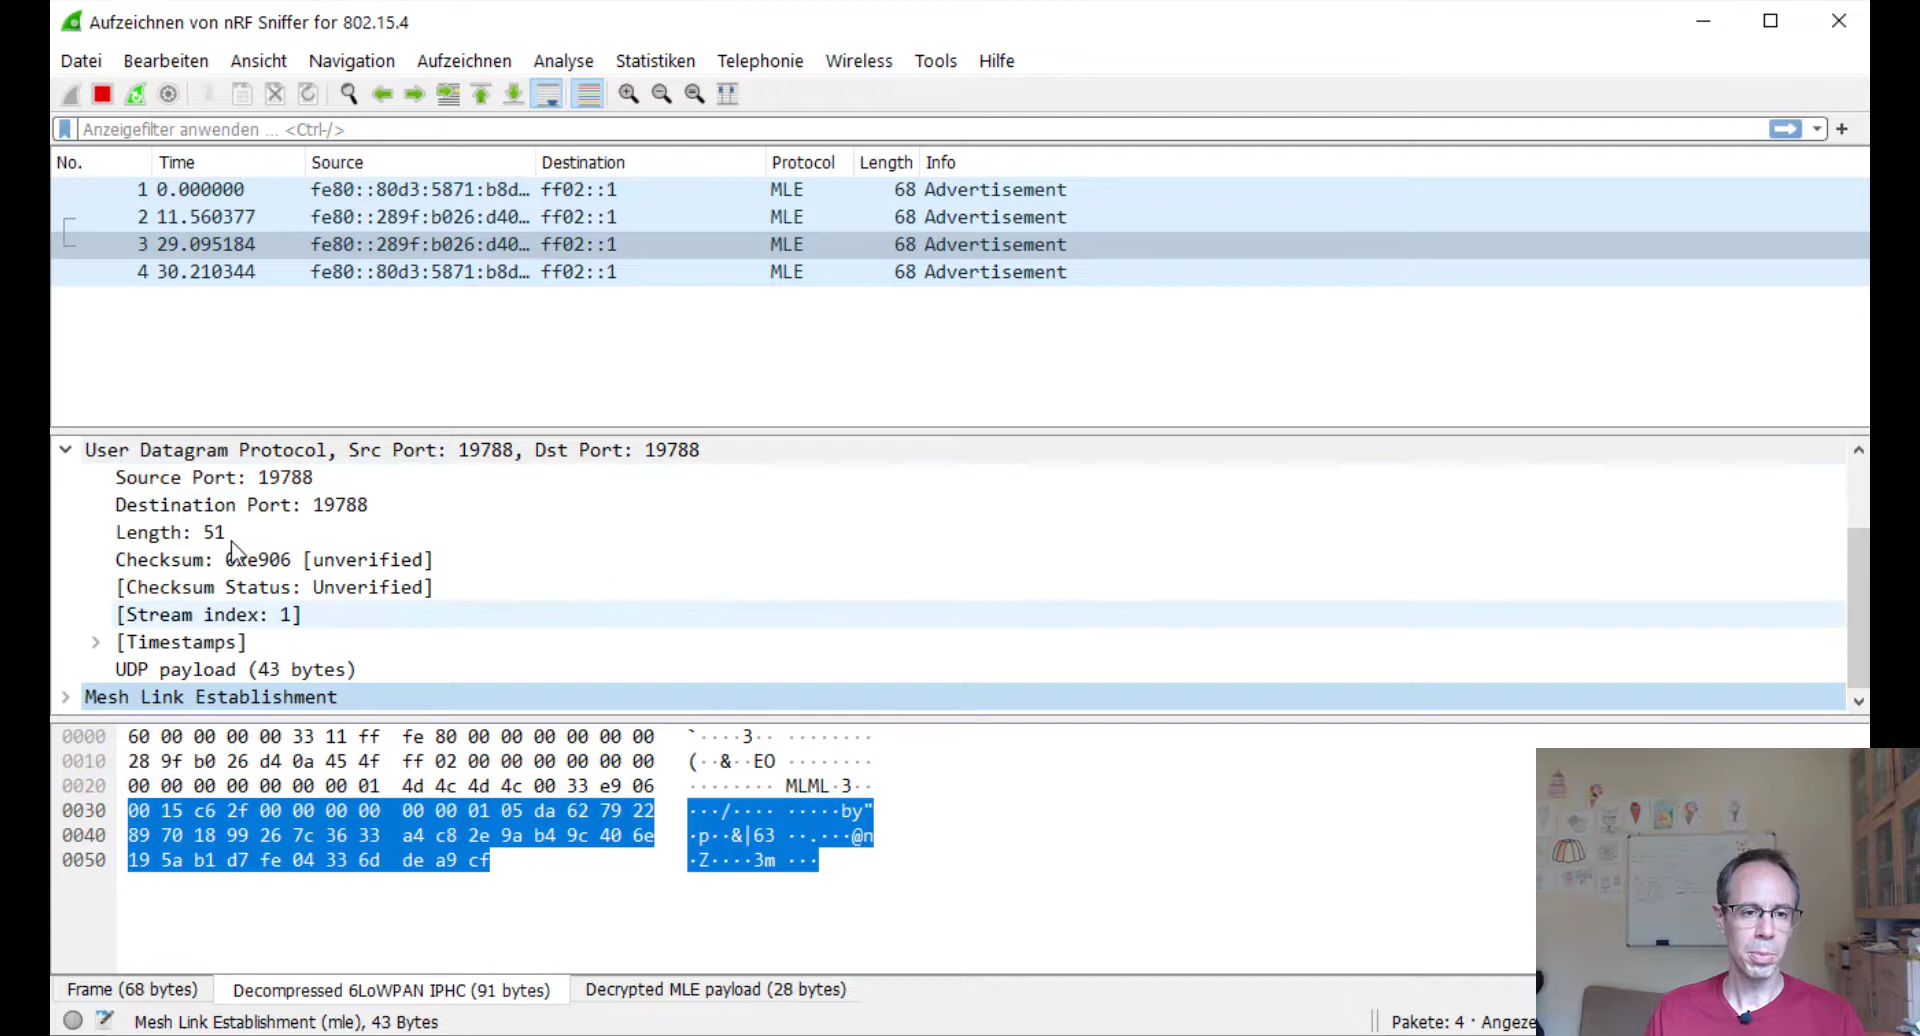 Aufzeichnen von nRF Sniffer for 802.15.4
Datei Bearbeiten Ansicht Navigation Aufzeichnen Analyse Statistiken Telephonie Wireless Tools Hilfe
Anzeigefilter anwenden ... <Ctrl-/>
No. Time Source Destination Protocol Length Info
1 0.000000 fe80::80d3:5871:b8d… ff02::1 MLE 68 Advertisement
2 11.560377 fe80::289f:b026:d40… ff02::1 MLE 68 Advertisement
3 29.095184 fe80::289f:b026:d40… ff02::1 MLE 68 Advertisement
4 30.210344 fe80::80d3:5871:b8d… ff02::1 MLE 68 Advertisement
User Datagram Protocol, Src Port: 19788, Dst Port: 19788
Source Port: 19788
Destination Port: 19788
Length: 51
Checksum: 0xe906 [unverified]
[Checksum Status: Unverified]
[Stream index: 1]
[Timestamps]
UDP payload (43 bytes)
Mesh Link Establishment
0000 60 00 00 00 00 33 11 ff fe 80 00 00 00 00 00 00 `····3·· ········
0010 28 9f b0 26 d4 0a 45 4f ff 02 00 00 00 00 00 00 (··&··EO ········
0020 00 00 00 00 00 00 00 01 4d 4c 4d 4c 00 33 e9 06 ········ MLML·3··
0030 00 15 c6 2f 00 00 00 00 00 00 01 05 da 62 79 22 ···/···· ·····by"
0040 89 70 18 99 26 7c 36 33 a4 c8 2e 9a b4 9c 40 6e ·p··&|63 ··.···@n
0050 19 5a b1 d7 fe 04 33 6d de a9 cf ·Z····3m ···
Frame (68 bytes) Decompressed 6LoWPAN IPHC (91 bytes) Decrypted MLE payload (28 bytes)
Mesh Link Establishment (mle), 43 Bytes Pakete: 4 · Angeze